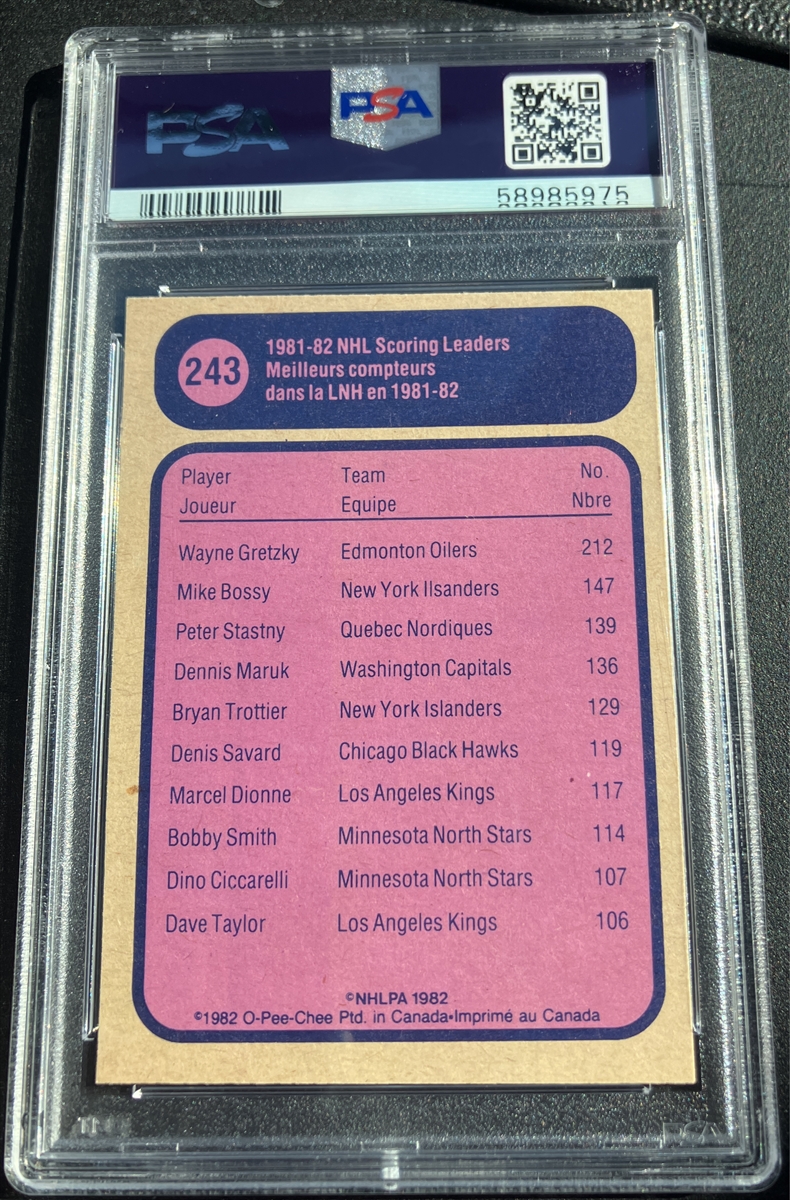 PSA
PSA
58985975
243
1981-82 NHL Scoring Leaders
Meilleurs compteurs
dans la LNH en 1981-82
Player Team No.
Joueur Equipe Nbre
Wayne Gretzky Edmonton Oilers 212
Mike Bossy New York Ilsanders 147
Peter Stastny Quebec Nordiques 139
Dennis Maruk Washington Capitals 136
Bryan Trottier New York Islanders 129
Denis Savard Chicago Black Hawks 119
Marcel Dionne Los Angeles Kings 117
Bobby Smith Minnesota North Stars 114
Dino Ciccarelli Minnesota North Stars 107
Dave Taylor Los Angeles Kings 106
©NHLPA 1982
©1982 O-Pee-Chee Ptd. in Canada•Imprimé au Canada
PSA